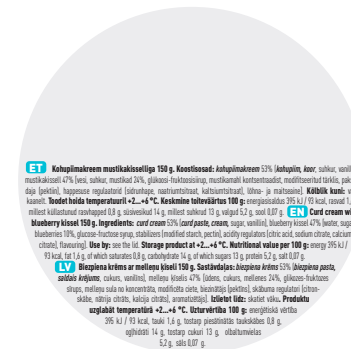 ET Kohupiimakreem mustikakisselliga 150 g. Koostisosad: kohupiimakreem 53% (kohupiim, koor, suhkur, vanill
mustikakissell 47% (vesi, suhkur, mustikad 24%, glükoosi-fruktoosisiirup, mustikamahl kontsentraadist, modifitseeritud tärklis, pak
daja (pektiin), happesuse regulaatorid (sidrunhape, naatriumtsitraat, kaltsiumtsitraat), lõhna- ja maitseaine). Kõlblik kuni: v
kaanelt. Toodet hoida temperatuuril +2...+6 °C. Keskmine toiteväärtus 100 g: energiasisaldus 395 kJ / 93 kcal, rasvad 1,
millest küllastunud rasvhapped 0,8 g, süsivesikud 14 g, millest suhkrud 13 g, valgud 5,2 g, sool 0,07 g. EN Curd cream wi
blueberry kissel 150 g. Ingredients: curd cream 53% (curd paste, cream, sugar, vanillin), blueberry kissel 47% (water, suga
blueberries 10%, glucose-fructose syrup, stabilizers (modified starch, pectin), acidity regulators (citric acid, sodium citrate, calcium
citrate), flavouring). Use by: see the lid. Storage product at +2...+6 °C. Nutritional value per 100 g: energy 395 kJ /
93 kcal, fat 1,6 g, of which saturates 0,8 g, carbohydrate 14 g, of which sugars 13 g, protein 5,2 g, salt 0,07 g.
LV Biezpiena krēms ar melleņu ķīseli 150 g. Sastāvdaļas: biezpiena krēms 53% (biezpiena pasta,
saldais krējums, cukurs, vanilīns), melleņu ķīselis 47% (ūdens, cukurs, mellenes 24%, glikozes-fruktozes
sīrups, melleņu sula no koncentrāta, modificēta ciete, biezinātājs (pektīns), skābuma regulatori (citron-
skābe, nātrija citrāts, kalcija citrāts), aromatizētājs). Izlietot līdz: skatiet vāku. Produktu
uzglabāt temperatūrā +2...+6 °C. Uzturvērtība 100 g: enerģētiskā vērtība
395 kJ / 93 kcal, tauki 1,6 g, tostarp piesātinātās taukskābes 0,8 g,
ogļhidrāti 14 g, tostarp cukuri 13 g, olbaltumvielas
5,2 g, sāls 0,07 g.